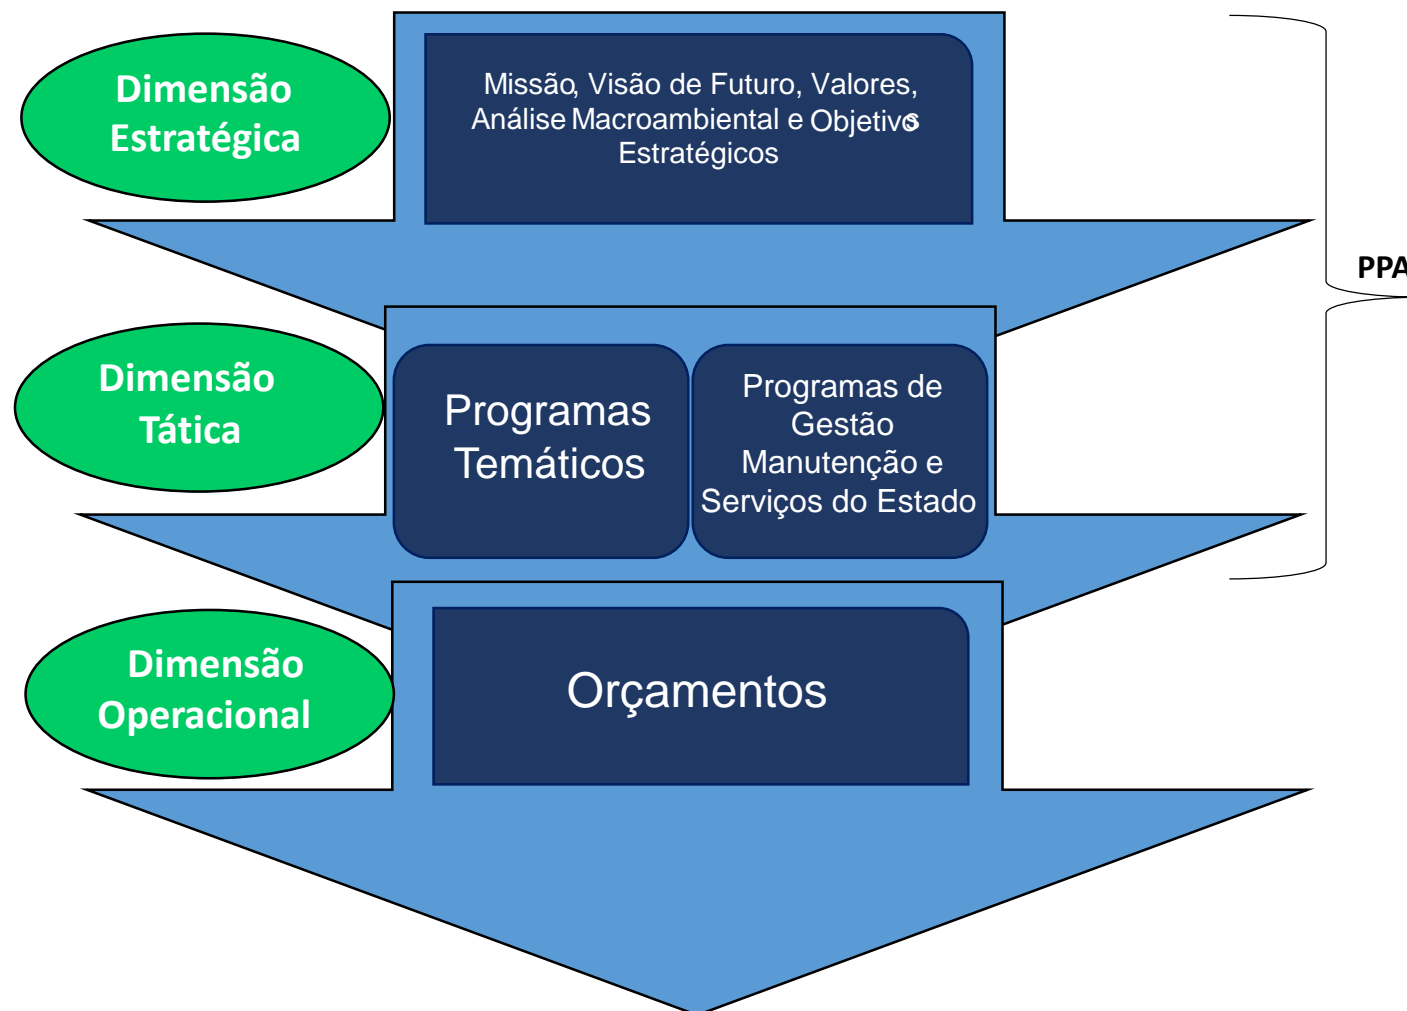 Dimensão
Estratégica
Missão, Visão de Futuro, Valores,
Análise Macroambiental e Objetivos
Estratégicos
PPA
Dimensão
Tática
Programas
Temáticos
Programas de
Gestão
Manutenção e
Serviços do Estado
Dimensão
Operacional
Orçamentos